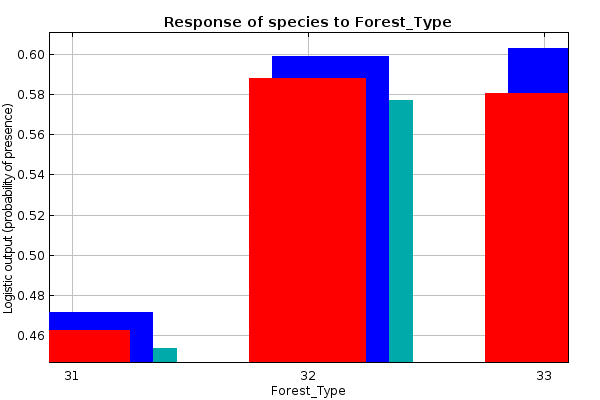 Response of species to Forest_Type
Logistic output (probability of presence)
0.60
0.58
0.56
0.54
0.52
0.50
0.48
0.46
31 32 33
Forest_Type